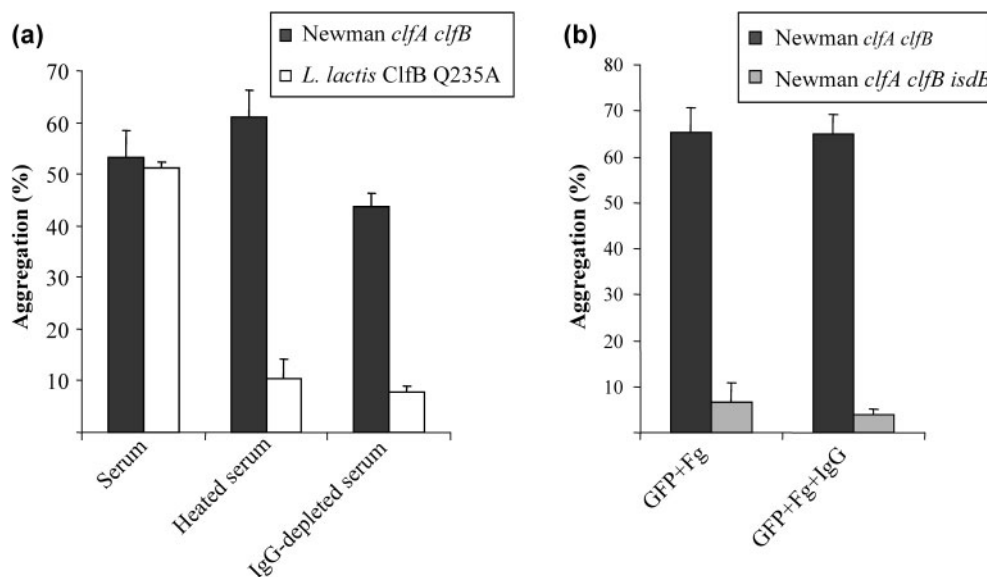 (a)
Newman clfA clfB
L. lactis ClfB Q235A
Aggregation (%)
70
60
50
40
30
20
10
Serum
Heated serum
IgG-depleted serum
(b)
Newman clfA clfB
Newman clfA clfB isdB
Aggregation (%)
80
70
60
50
40
30
20
10
GFP+Fg
GFP+Fg+IgG